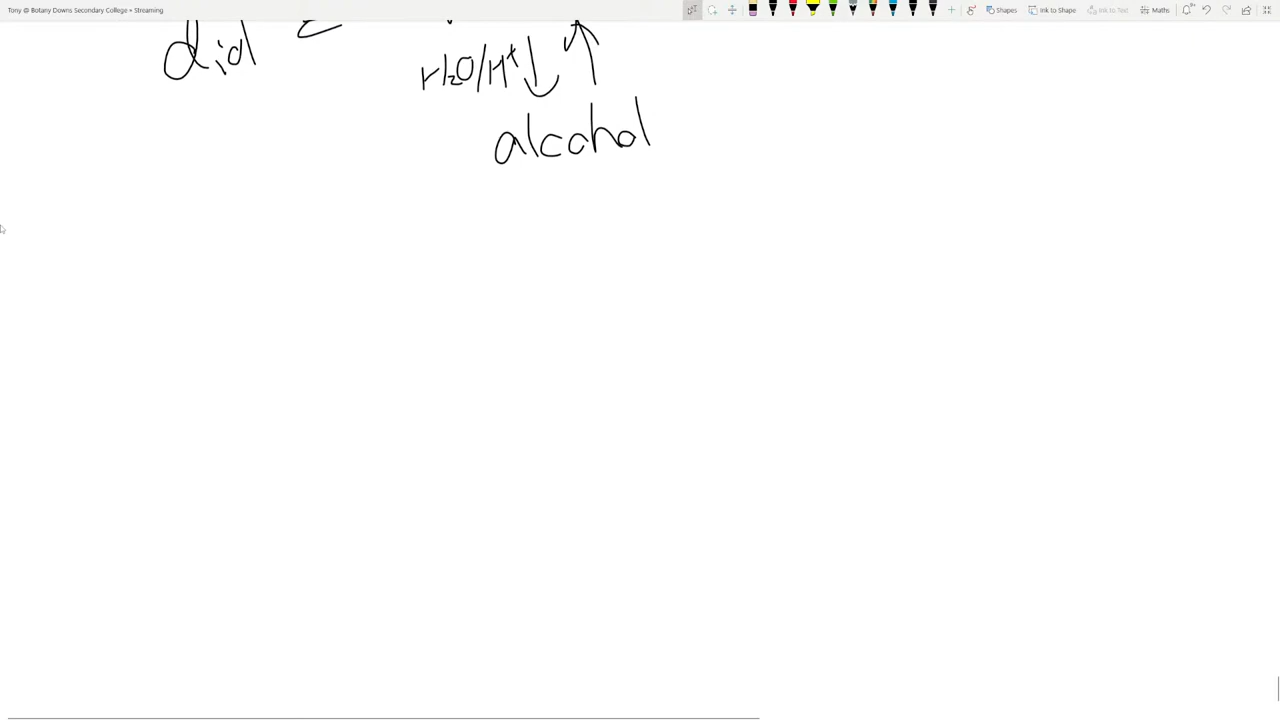 Tony @ Botany Downs Secondary College » Streaming
Shapes Ink to Shape Ink to Text Maths
diol
H₂O/H⁺
alcohol